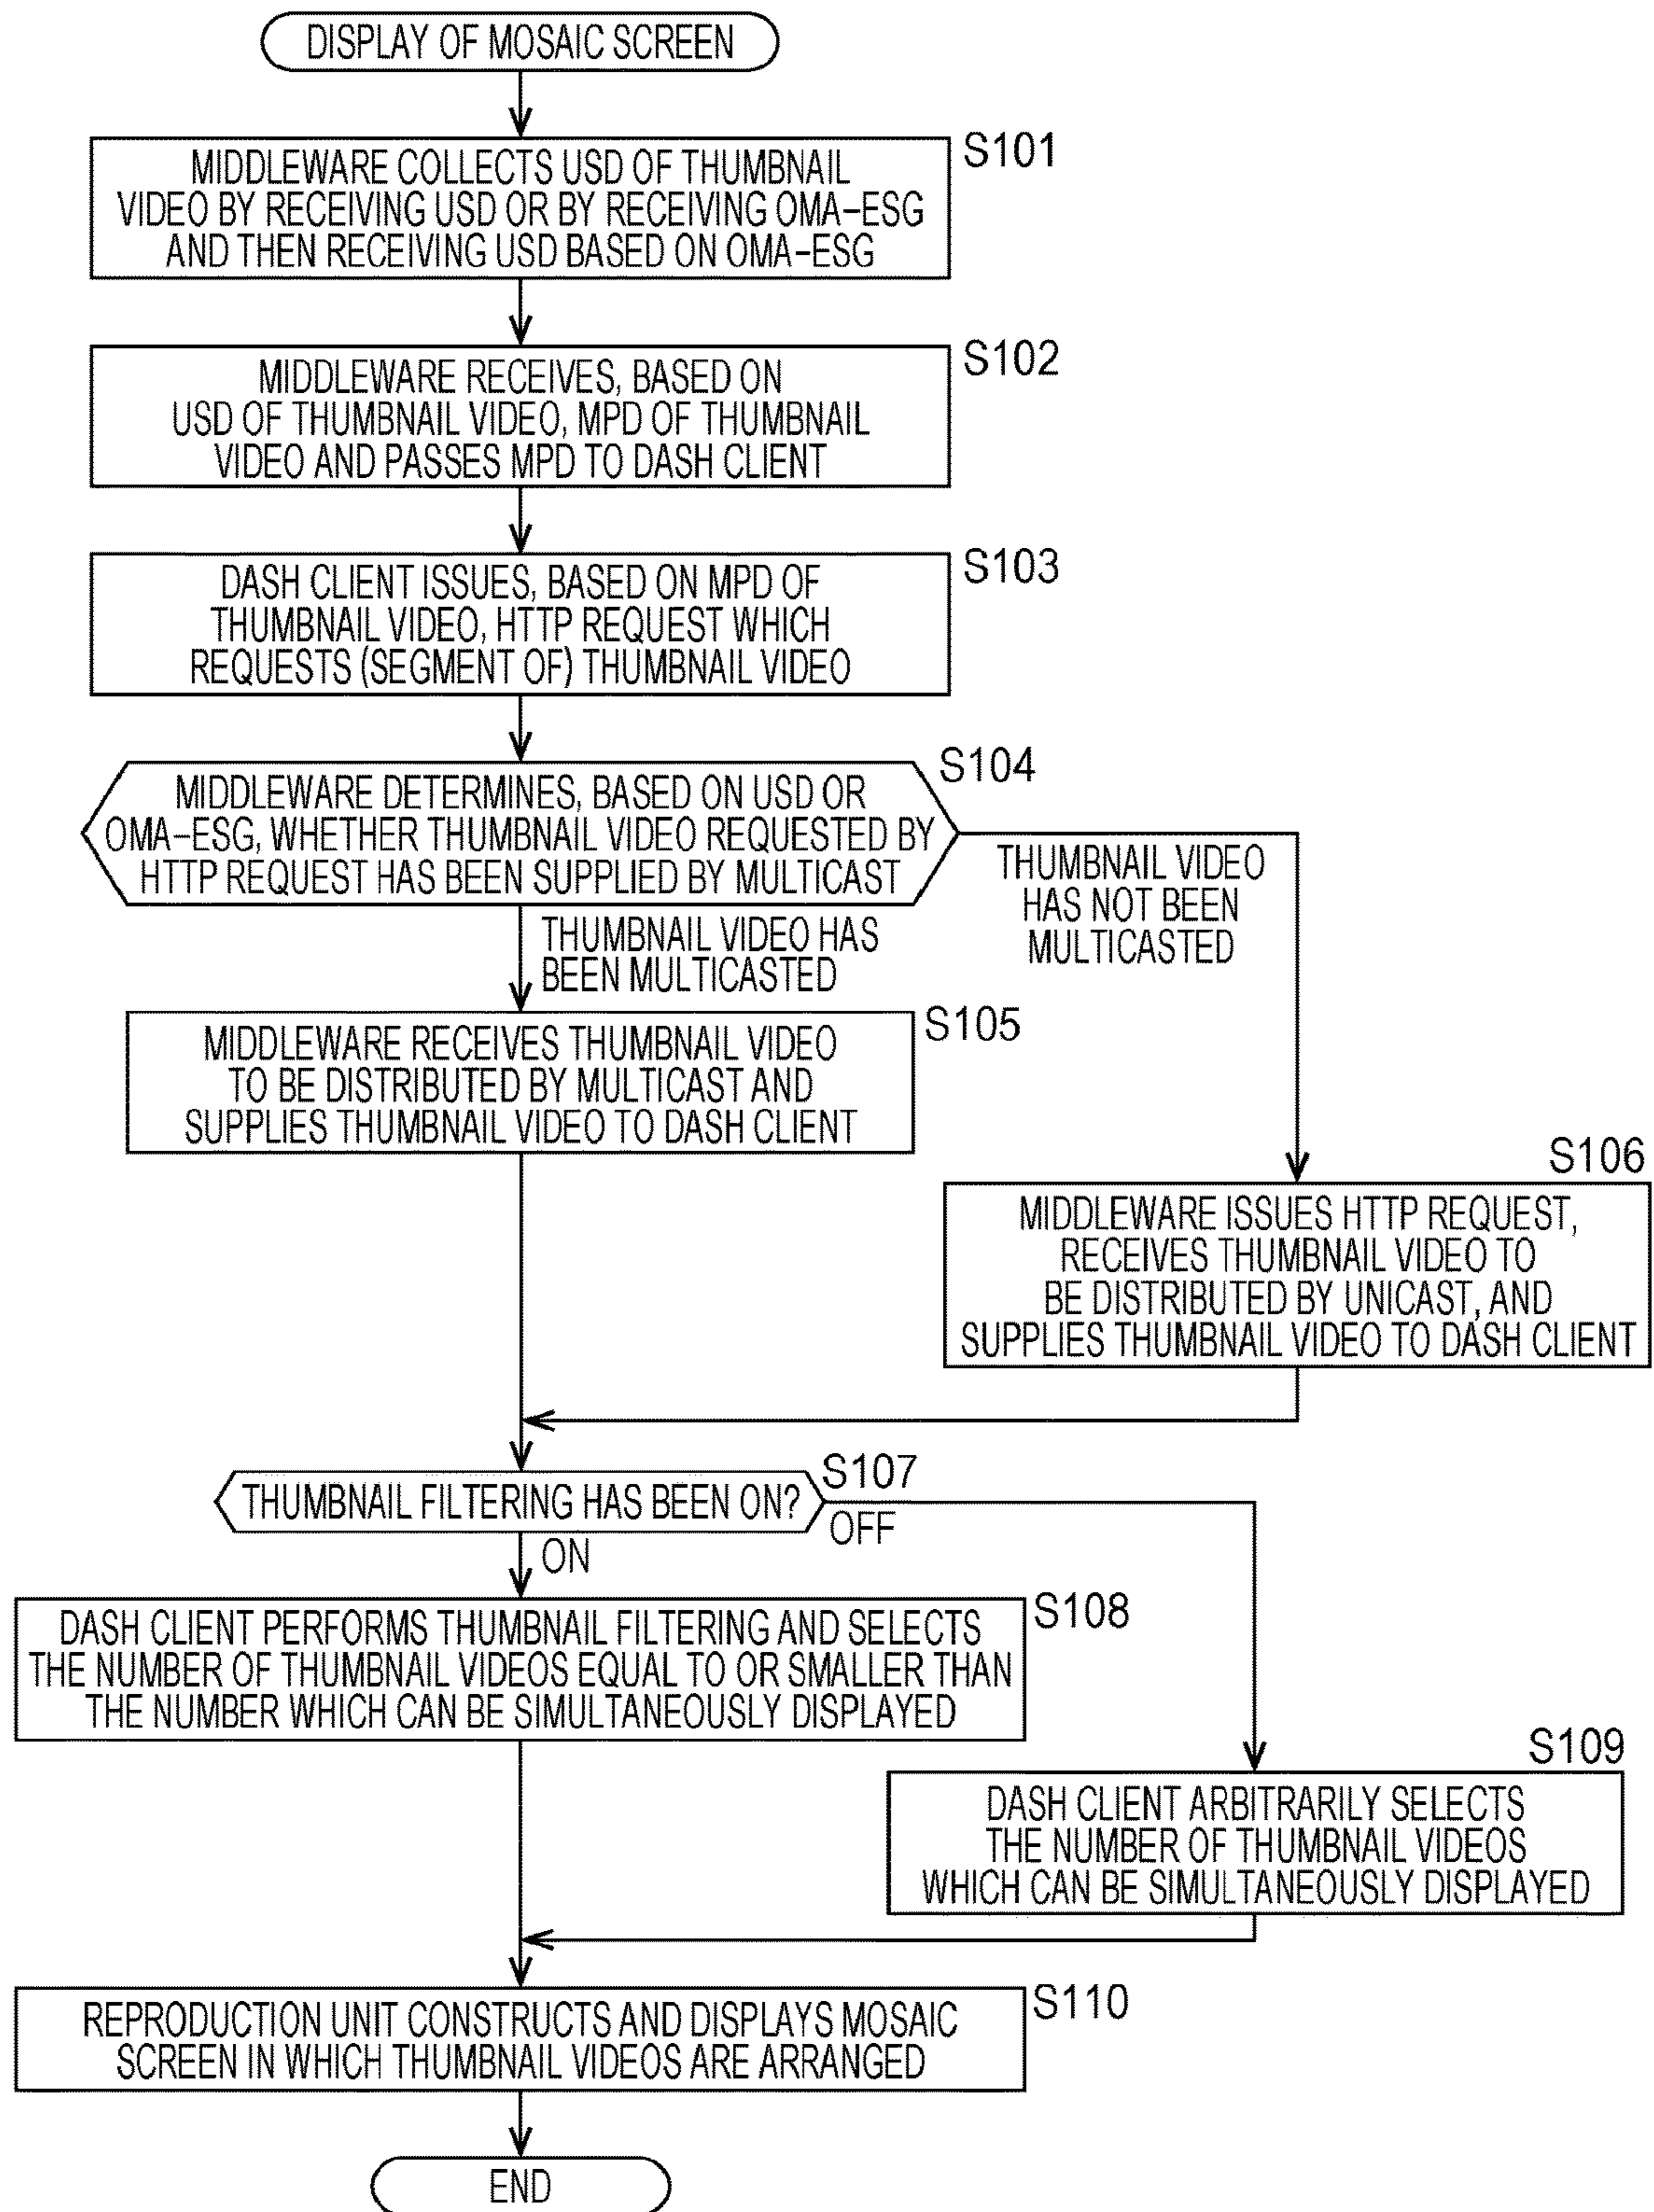 DISPLAY OF MOSAIC SCREEN
S101
MIDDLEWARE COLLECTS USD OF THUMBNAIL
VIDEO BY RECEIVING USD OR BY RECEIVING OMA-ESG
AND THEN RECEIVING USD BASED ON OMA-ESG
S102
MIDDLEWARE RECEIVES, BASED ON
USD OF THUMBNAIL VIDEO, MPD OF THUMBNAIL
VIDEO AND PASSES MPD TO DASH CLIENT
S103
DASH CLIENT ISSUES, BASED ON MPD OF
THUMBNAIL VIDEO, HTTP REQUEST WHICH
REQUESTS (SEGMENT OF) THUMBNAIL VIDEO
S104
MIDDLEWARE DETERMINES, BASED ON USD OR
OMA-ESG, WHETHER THUMBNAIL VIDEO REQUESTED BY
HTTP REQUEST HAS BEEN SUPPLIED BY MULTICAST
THUMBNAIL VIDEO
HAS NOT BEEN
MULTICASTED
THUMBNAIL VIDEO HAS
BEEN MULTICASTED
S105
MIDDLEWARE RECEIVES THUMBNAIL VIDEO
TO BE DISTRIBUTED BY MULTICAST AND
SUPPLIES THUMBNAIL VIDEO TO DASH CLIENT
S106
MIDDLEWARE ISSUES HTTP REQUEST,
RECEIVES THUMBNAIL VIDEO TO
BE DISTRIBUTED BY UNICAST, AND
SUPPLIES THUMBNAIL VIDEO TO DASH CLIENT
S107
THUMBNAIL FILTERING HAS BEEN ON?
OFF
ON
S108
DASH CLIENT PERFORMS THUMBNAIL FILTERING AND SELECTS
THE NUMBER OF THUMBNAIL VIDEOS EQUAL TO OR SMALLER THAN
THE NUMBER WHICH CAN BE SIMULTANEOUSLY DISPLAYED
S109
DASH CLIENT ARBITRARILY SELECTS
THE NUMBER OF THUMBNAIL VIDEOS
WHICH CAN BE SIMULTANEOUSLY DISPLAYED
S110
REPRODUCTION UNIT CONSTRUCTS AND DISPLAYS MOSAIC
SCREEN IN WHICH THUMBNAIL VIDEOS ARE ARRANGED
END